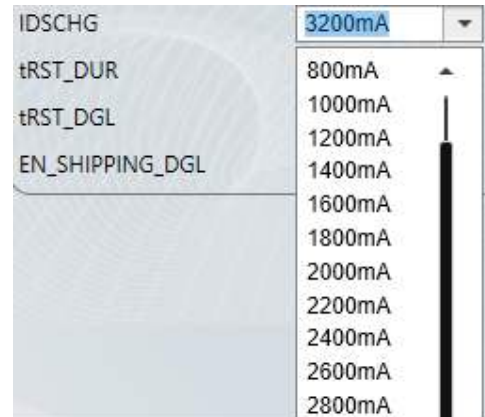 IDSCHG 3200mA
tRST_DUR 800mA
1000mA
tRST_DGL 1200mA
EN_SHIPPING_DGL 1400mA
1600mA
1800mA
2000mA
2200mA
2400mA
2600mA
2800mA